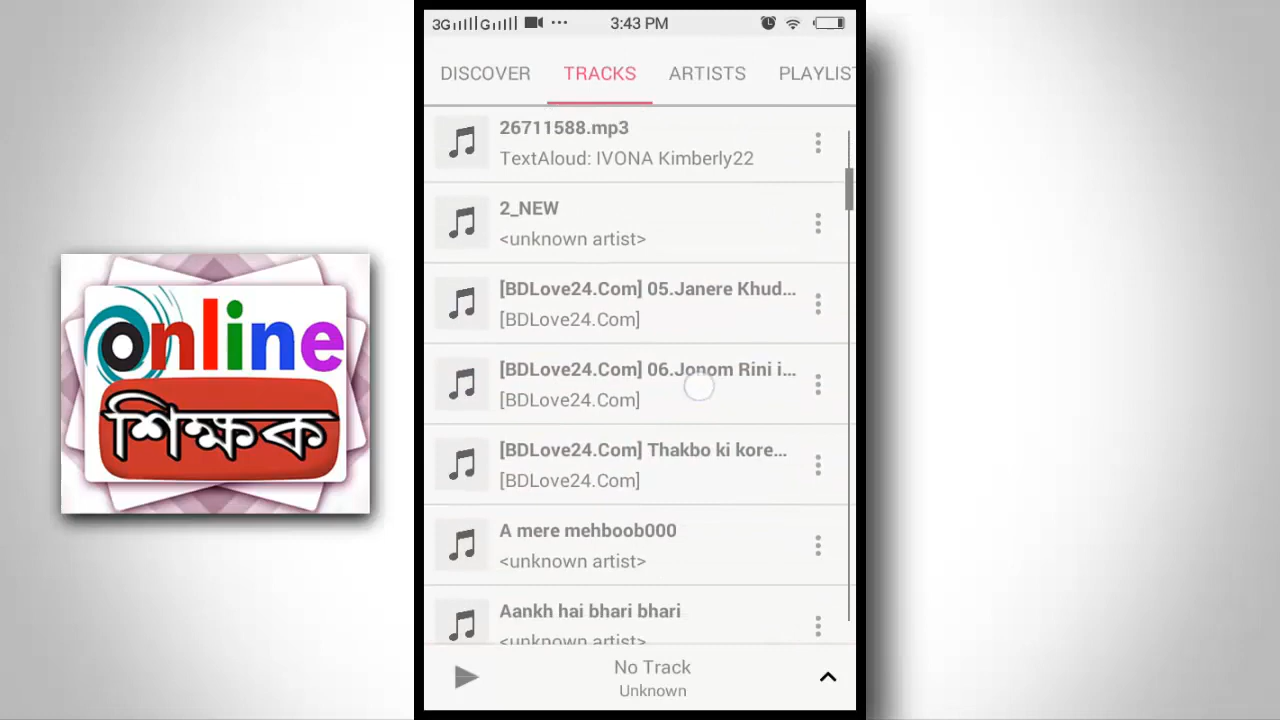 3G G ... 3:43 PM
DISCOVER TRACKS ARTISTS PLAYLIST
26711588.mp3
TextAloud: IVONA Kimberly22
2_NEW
<unknown artist>
[BDLove24.Com] 05.Janere Khud...
[BDLove24.Com]
[BDLove24.Com] 06.Jonom Rini i...
[BDLove24.Com]
[BDLove24.Com] Thakbo ki kore...
[BDLove24.Com]
A mere mehboob000
<unknown artist>
Aankh hai bhari bhari
<unknown artist>
No Track
Unknown
online
শিক্ষক